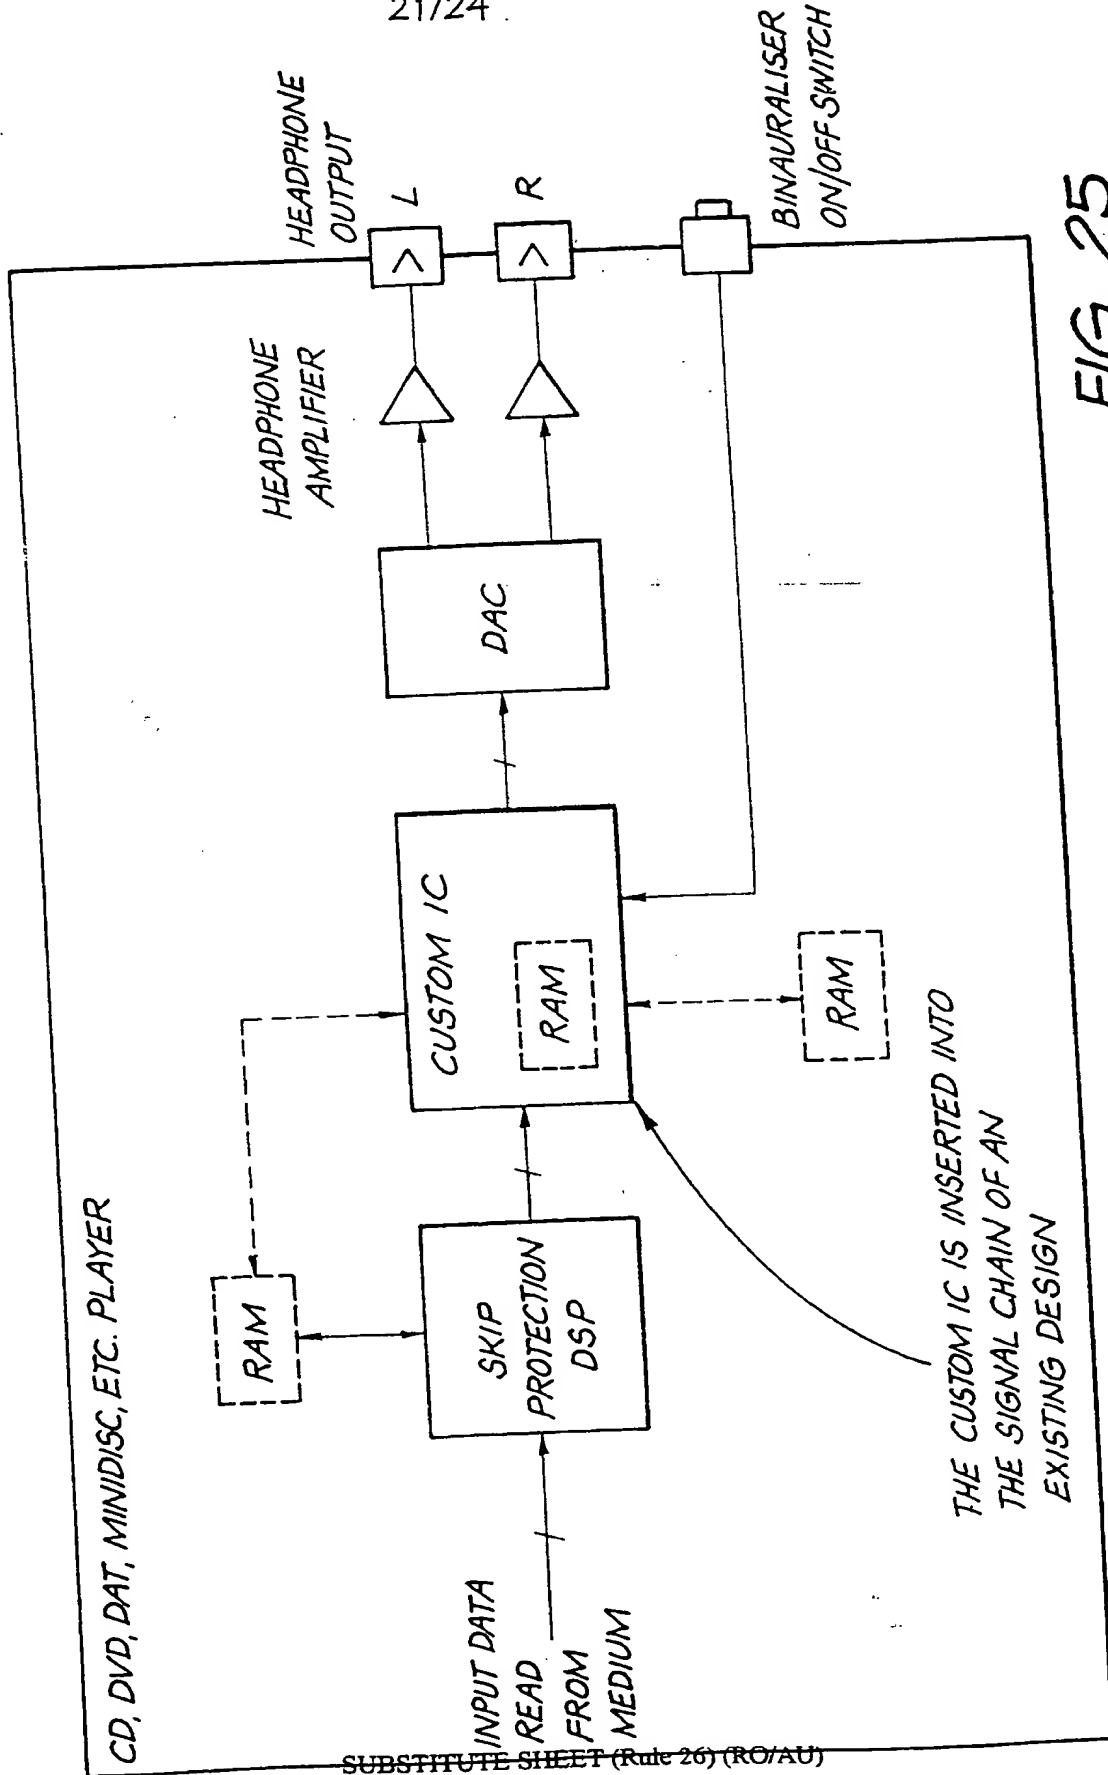 21/24
CD, DVD, DAT, MINIDISC, ETC. PLAYER
INPUT DATA
READ
FROM
MEDIUM
RAM
SKIP
PROTECTION
DSP
CUSTOM IC
RAM
RAM
DAC
HEADPHONE
AMPLIFIER
HEADPHONE
OUTPUT
L
R
BINAURALISER
ON/OFF SWITCH
THE CUSTOM IC IS INSERTED INTO
THE SIGNAL CHAIN OF AN
EXISTING DESIGN
FIG. 25
SUBSTITUTE SHEET (Rule 26) (RO/AU)